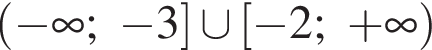 (−∞; −3] ∪ [−2; +∞)